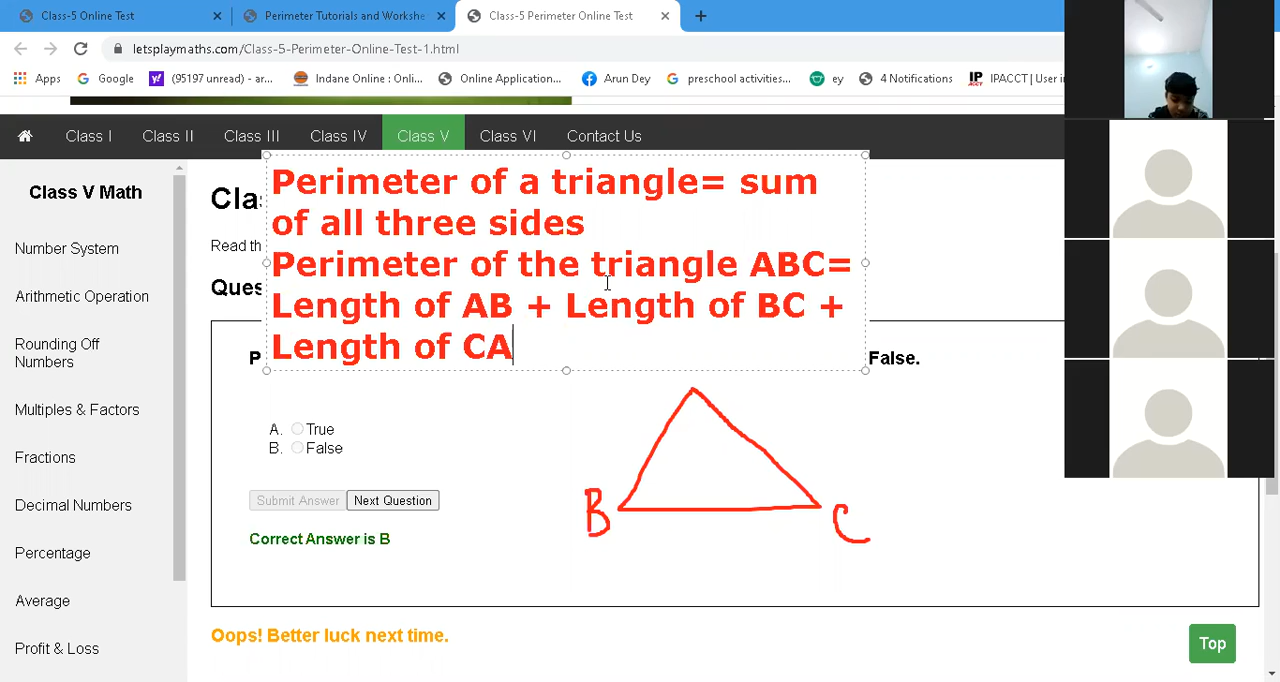 Class-5 Online Test
Perimeter Tutorials and Workshe
Class-5 Perimeter Online Test
letsplaymaths.com/Class-5-Perimeter-Online-Test-1.html
Apps
Google
(95197 unread) - ar...
Indane Online : Onli...
Online Application...
Arun Dey
preschool activities...
ey
4 Notifications
IPACCT | User in
Class I
Class II
Class III
Class IV
Class V
Class VI
Contact Us
Class V Math
Number System
Arithmetic Operation
Rounding Off
Numbers
Multiples & Factors
Fractions
Decimal Numbers
Percentage
Average
Profit & Loss
Cla
Read th
Ques
Perimeter of a triangle= sum
of all three sides
Perimeter of the triangle ABC=
Length of AB + Length of BC +
Length of CA
P
False.
A. True
B. False
Submit Answer
Next Question
Correct Answer is B
B
C
Oops! Better luck next time.
Top